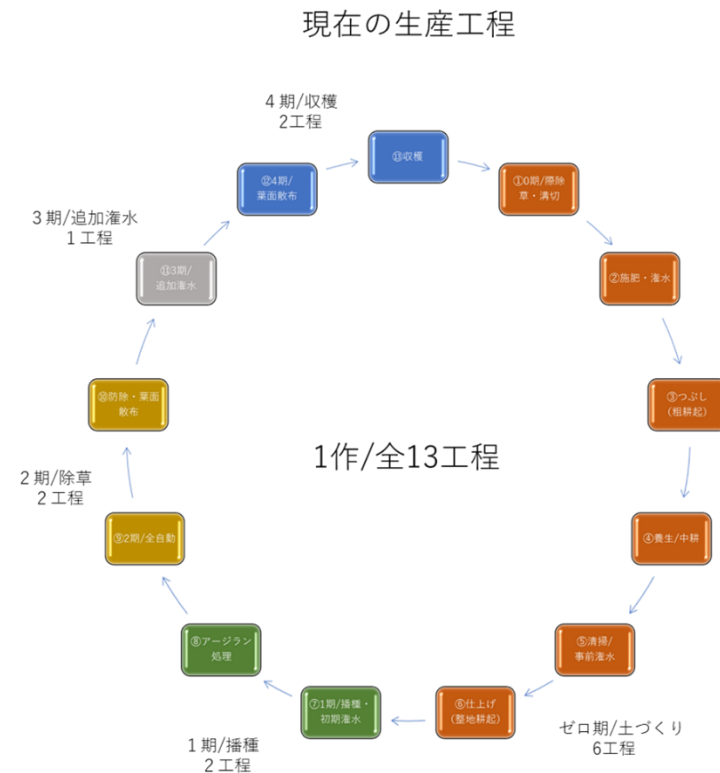 現在の生産工程
4期/収穫
2工程
⑬収穫
①0期/際除
草・溝切
②施肥・潅水
③つぶし
(粗耕起)
④養生/中耕
⑤清掃/
事前潅水
⑥仕上げ
(整地耕起)
ゼロ期/土づくり
6工程
⑦1期/播種・
初期潅水
⑧アージラン
処理
1期/播種
2工程
⑨2期/全自動
⑩防除・葉面
散布
2期/除草
2工程
⑪3期/
追加潅水
3期/追加潅水
1工程
⑫4期/
葉面散布
1作/全13工程